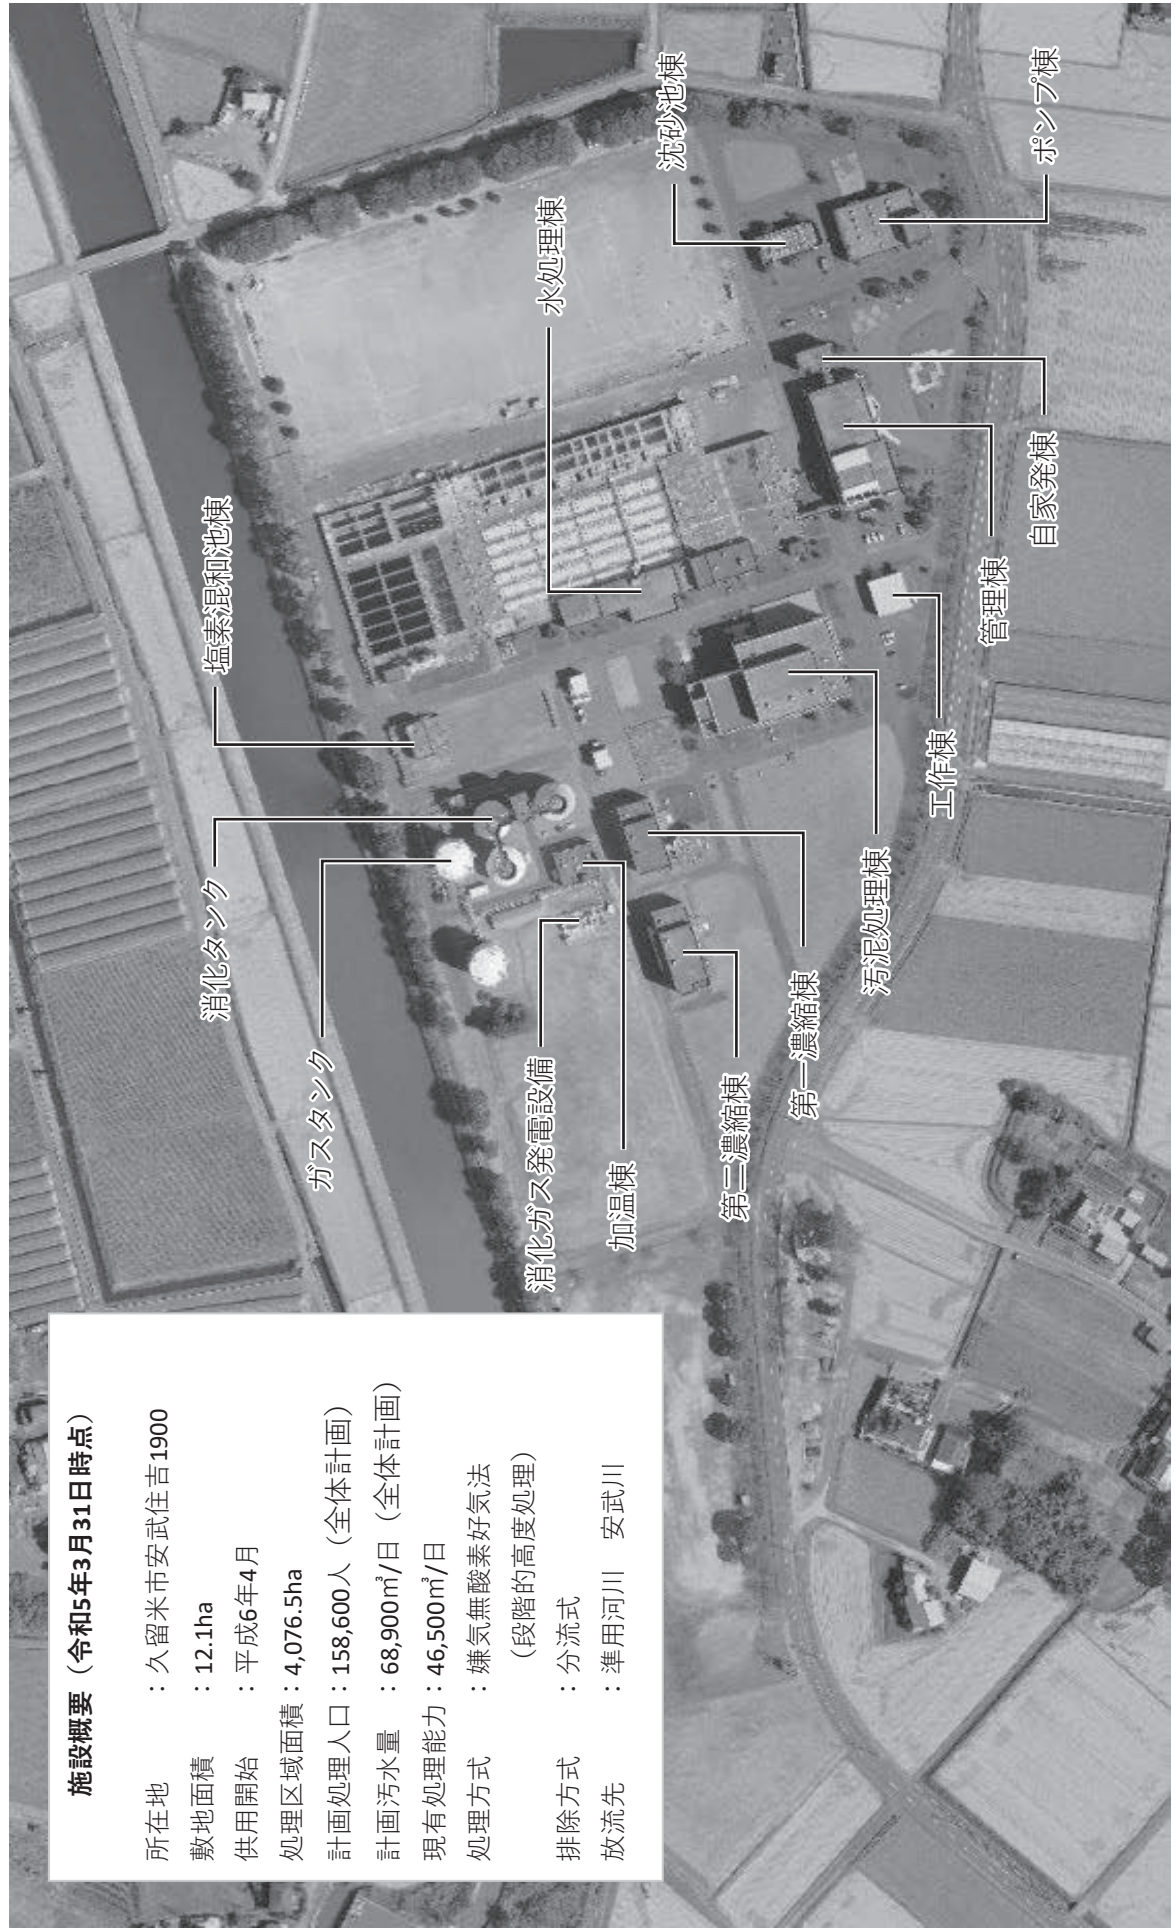 施設概要（令和5年3月31日時点）
所在地　　　：久留米市安武住吉1900
敷地面積　　：12.1ha
供用開始　　：平成6年4月
処理区域面積：4,076.5ha
計画処理人口：158,600人（全体計画）
計画汚水量　：68,900㎥/日（全体計画）
現有処理能力：46,500㎥/日
処理方式　　：嫌気無酸素好気法
（段階的高度処理）
排除方式　　：分流式
放流先　　　：準用河川　安武川
消化タンク
塩素混和池棟
ガスタンク
消化ガス発電設備
加温棟
水処理棟
沈砂池棟
第二濃縮棟
第一濃縮棟
汚泥処理棟
工作棟
管理棟
自家発棟
ポンプ棟